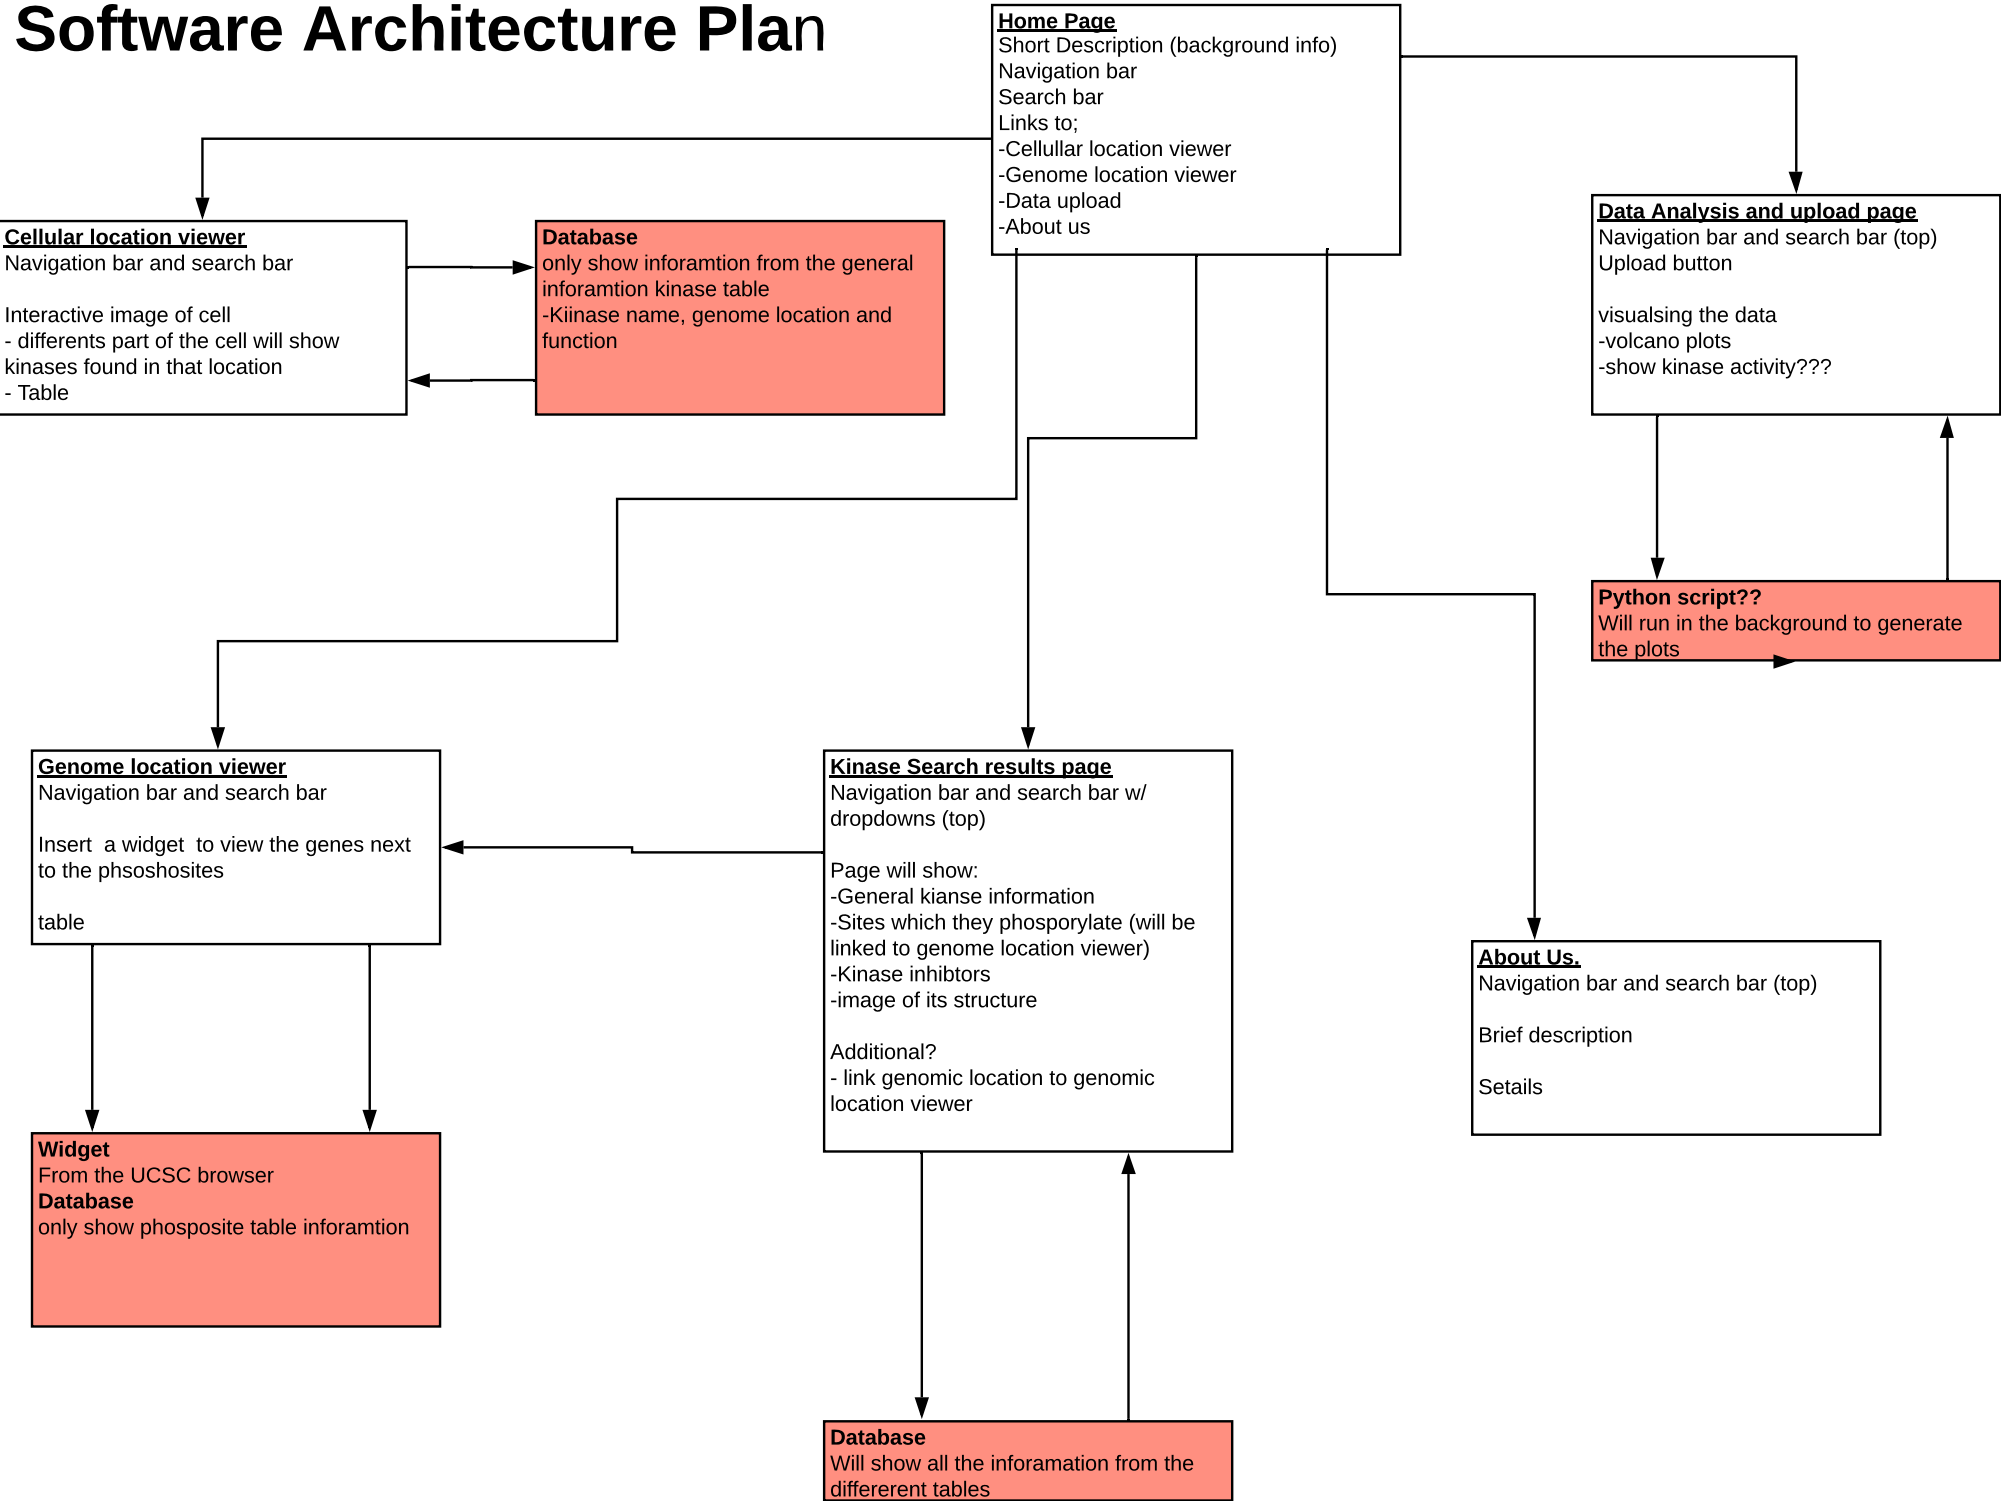 Software Architecture Plan
Home Page
Short Description (background info)
Navigation bar
Search bar
Links to;
-Cellullar location viewer
-Genome location viewer
-Data upload
-About us
Cellular location viewer
Navigation bar and search bar
Interactive image of cell
- differents part of the cell will show
kinases found in that location
- Table
Database
only show inforamtion from the general
inforamtion kinase table
-Kiinase name, genome location and
function
Data Analysis and upload page
Navigation bar and search bar (top)
Upload button
visualsing the data
-volcano plots
-show kinase activity???
Python script??
Will run in the background to generate
the plots
Genome location viewer
Navigation bar and search bar
Insert  a widget  to view the genes next
to the phsoshosites
table
Kinase Search results page
Navigation bar and search bar w/
dropdowns (top)
Page will show:
-General kianse information
-Sites which they phosporylate (will be
linked to genome location viewer)
-Kinase inhibtors
-image of its structure
Additional?
- link genomic location to genomic
location viewer
About Us.
Navigation bar and search bar (top)
Brief description
Setails
Widget
From the UCSC browser
Database
only show phosposite table inforamtion
Database
Will show all the inforamation from the
differerent tables